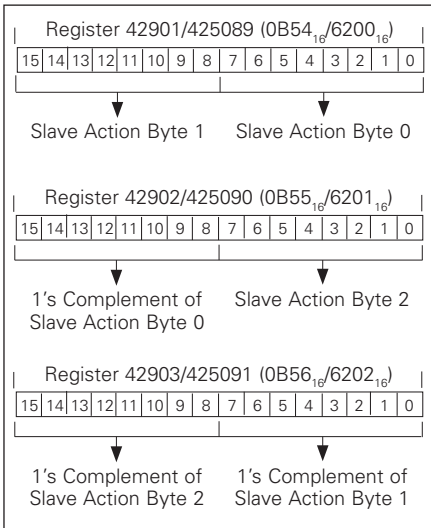 Register 42901/425089 (0B54₁₆/6200₁₆)
15 14 13 12 11 10 9 8 7 6 5 4 3 2 1 0
Slave Action Byte 1 Slave Action Byte 0
Register 42902/425090 (0B55₁₆/6201₁₆)
15 14 13 12 11 10 9 8 7 6 5 4 3 2 1 0
1's Complement of Slave Action Byte 2
Slave Action Byte 0
Register 42903/425091 (0B56₁₆/6202₁₆)
15 14 13 12 11 10 9 8 7 6 5 4 3 2 1 0
1's Complement of 1's Complement of
Slave Action Byte 2 Slave Action Byte 1